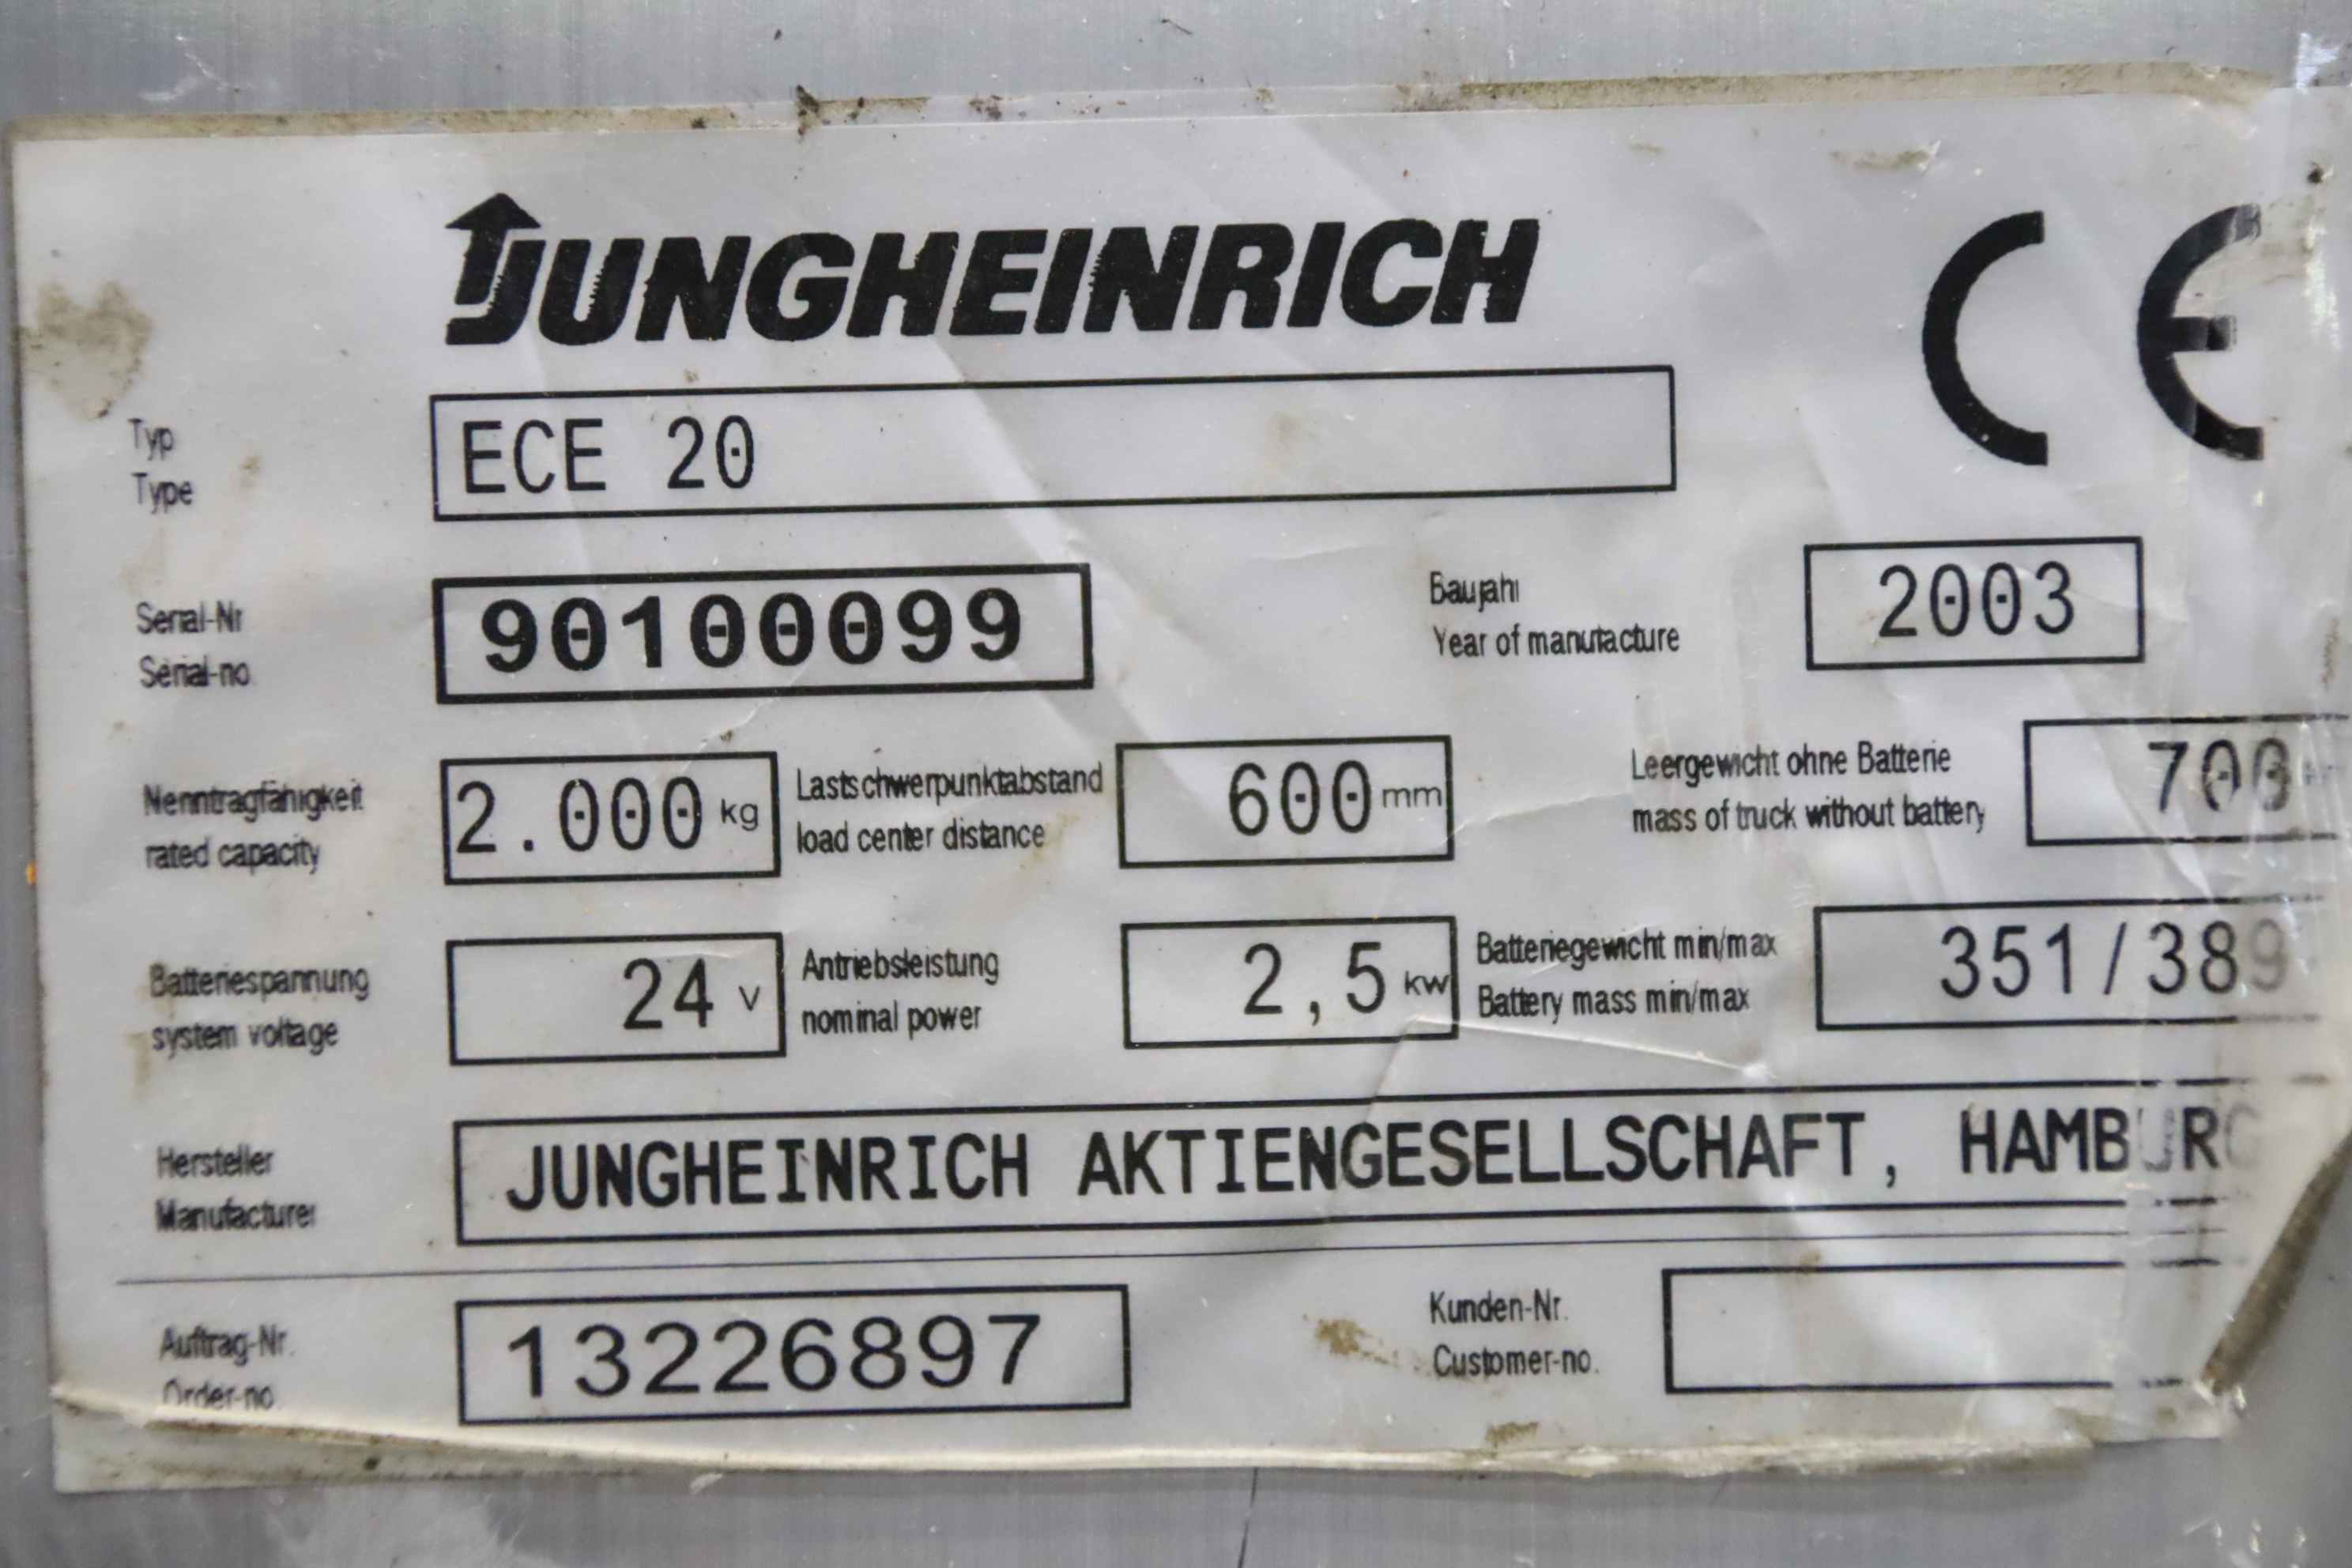 JUNGHEINRICH
CE
Typ
Type
ECE 20
Serial-Nr
Serial-no.
90100099
Baujahr
Year of manufacture
2003
Nenntragfähigkeit
rated capacity
2.000 kg
Lastschwerpunktabstand
load center distance
600 mm
Leergewicht ohne Batterie
mass of truck without battery
700
Batteriespannung
system voltage
24 V
Antriebsleistung
nominal power
2,5 kW
Batteriegewicht min/max
Battery mass min/max
351/389
Hersteller
Manufacturer
JUNGHEINRICH AKTIENGESELLSCHAFT, HAMBURG
Auftrag-Nr.
Order-no.
13226897
Kunden-Nr.
Customer-no.